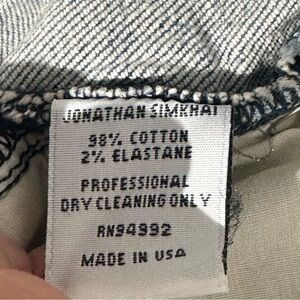 JONATHAN SIMKHAI
98% COTTON
2% ELASTANE
PROFESSIONAL
DRY CLEANING ONLY
RN94992
MADE IN USA